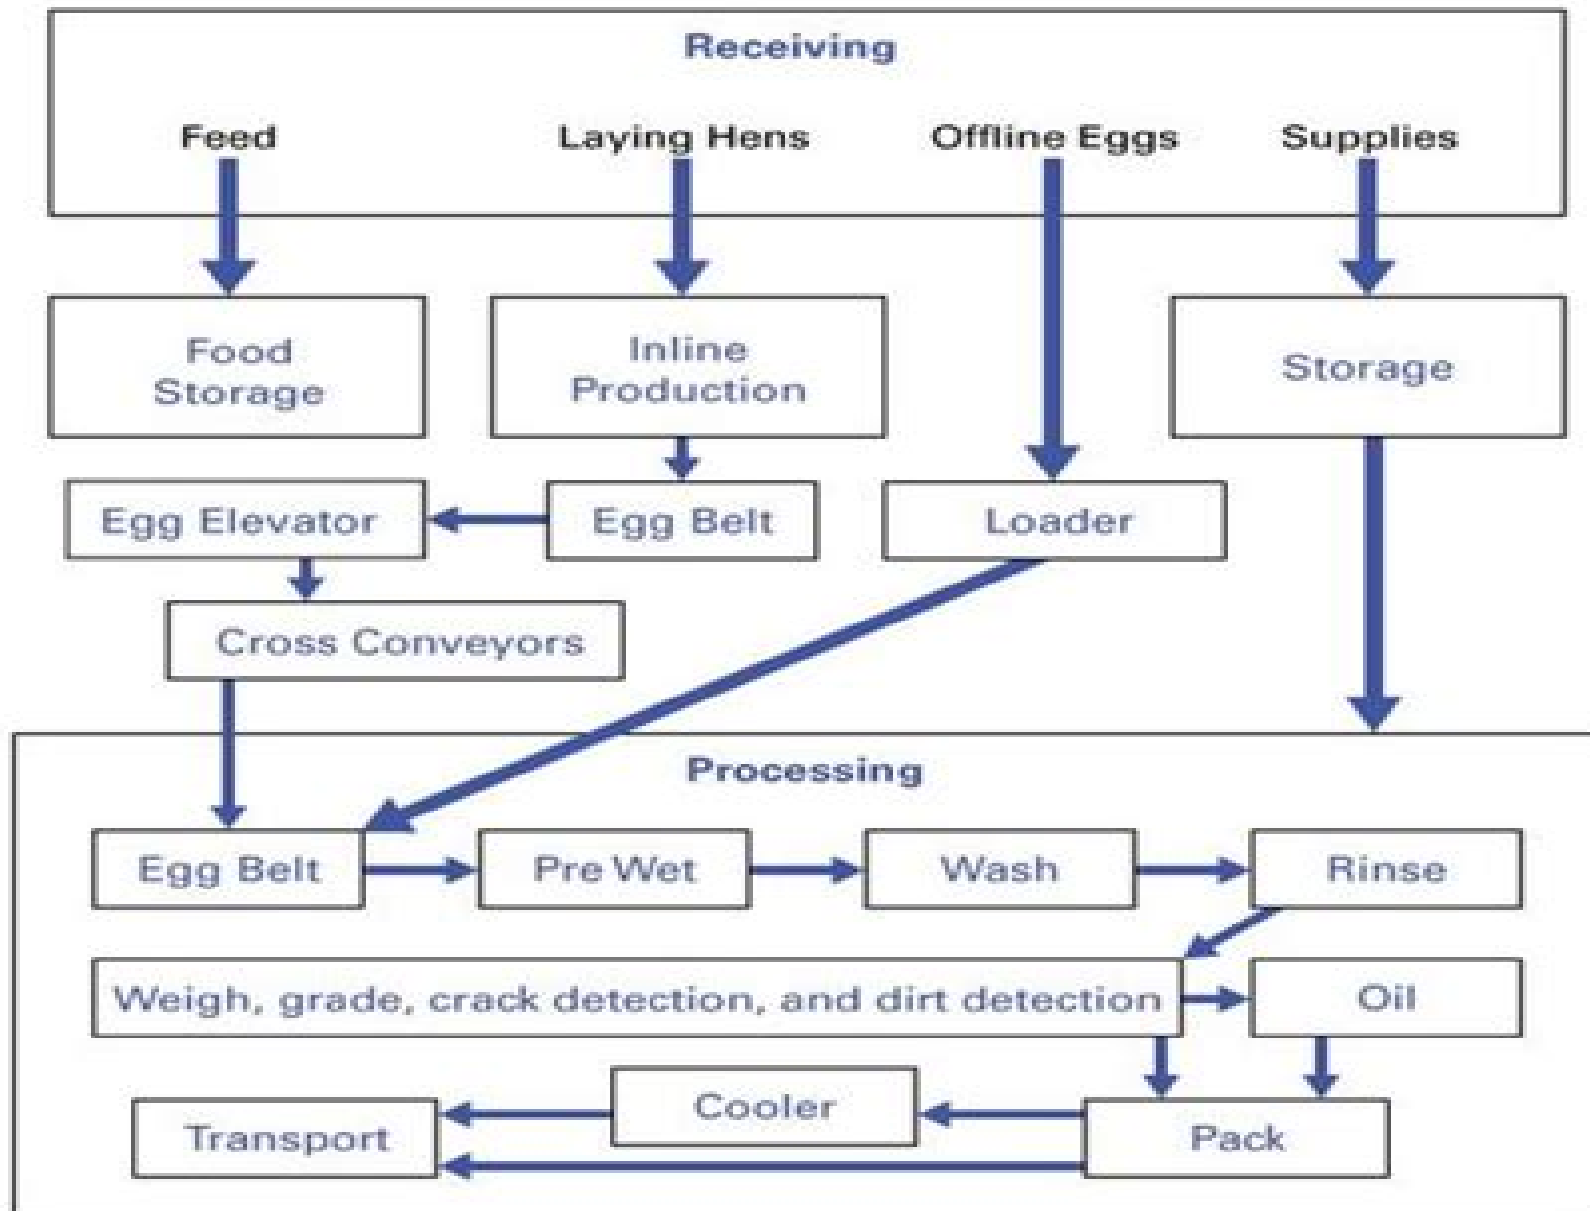 Receiving
Feed
Laying Hens
Offline Eggs
Supplies
Food
Storage
Inline
Production
Storage
Egg Elevator
Egg Belt
Loader
Cross Conveyors
Processing
Egg Belt
Pre Wet
Wash
Rinse
Weigh, grade, crack detection, and dirt detection
Oil
Cooler
Transport
Pack